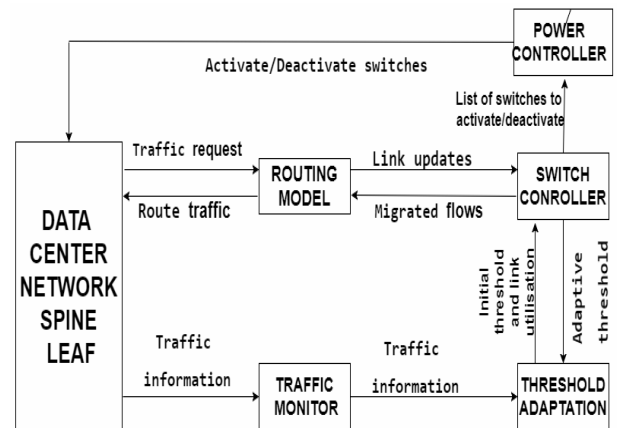 POWER
CONTROLLER
Activate/Deactivate switches
List of switches to
activate/deactivate
Traffic request
Link updates
ROUTING
MODEL
SWITCH
CONROLLER
Route traffic
Migrated flows
DATA
CENTER
NETWORK
SPINE
LEAF
Initial
threshold
and link
utilisation
Adaptive
threshold
Traffic
information
Traffic
information
TRAFFIC
MONITOR
THRESHOLD
ADAPTATION